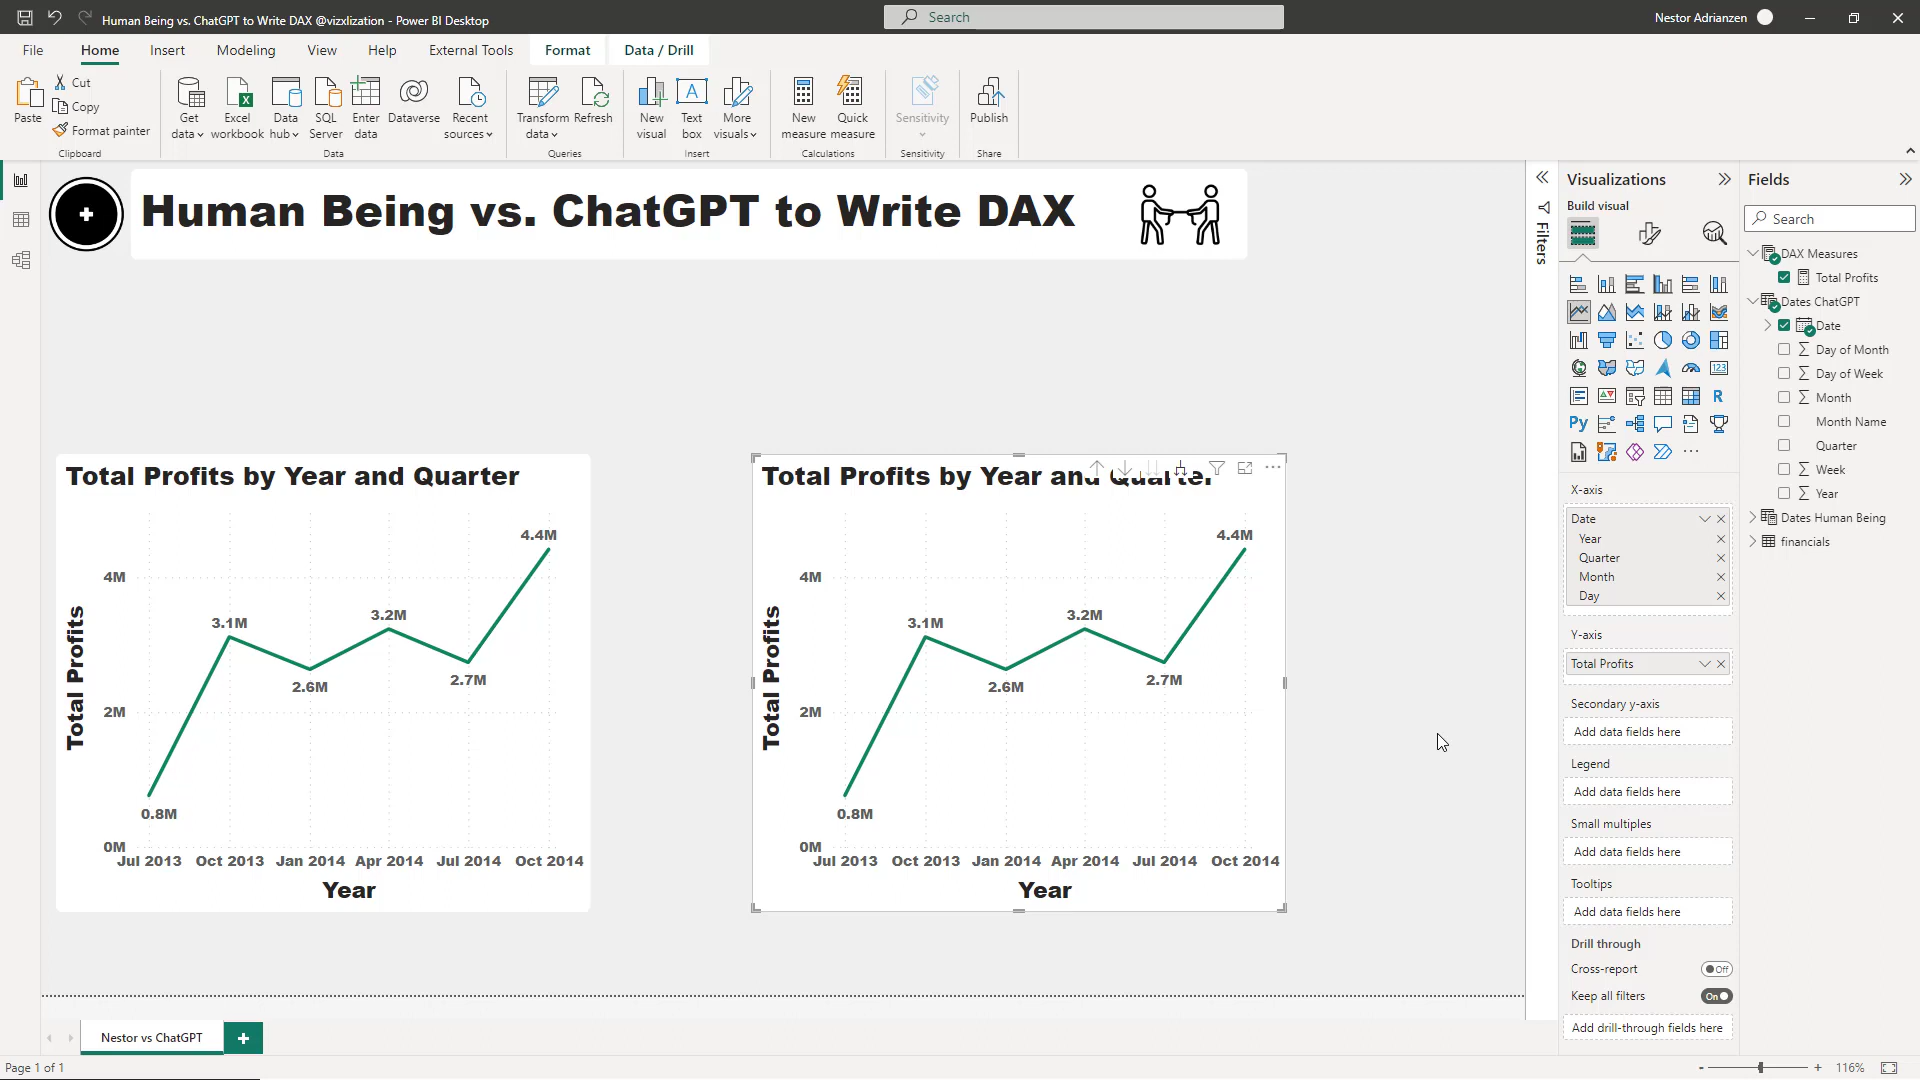 Human Being vs. ChatGPT to Write DAX @vizxlization - Power BI Desktop
Search
Nestor Adrianzen
File
Home
Insert
Modeling
View
Help
External Tools
Format
Data / Drill
Paste
Cut
Copy
Format painter
Clipboard
Get data
Excel workbook
Data hub
SQL Server
Enter data
Dataverse
Recent sources
Data
Transform data
Refresh
Queries
New visual
Text box
More visuals
Insert
New measure
Quick measure
Calculations
Sensitivity
Sensitivity
Publish
Share
Human Being vs. ChatGPT to Write DAX
Total Profits by Year and Quarter
Total Profits
4M
2M
0M
0.8M
3.1M
2.6M
3.2M
2.7M
4.4M
Jul 2013
Oct 2013
Jan 2014
Apr 2014
Jul 2014
Oct 2014
Year
Total Profits by Year and Quarter
Total Profits
4M
2M
0M
0.8M
3.1M
2.6M
3.2M
2.7M
4.4M
Jul 2013
Oct 2013
Jan 2014
Apr 2014
Jul 2014
Oct 2014
Year
Filters
Visualizations
Build visual
123
R
Py
X-axis
Date
Year
Quarter
Month
Day
Y-axis
Total Profits
Secondary y-axis
Add data fields here
Legend
Add data fields here
Small multiples
Add data fields here
Tooltips
Add data fields here
Drill through
Cross-report
Off
Keep all filters
On
Add drill-through fields here
Fields
Search
DAX Measures
Total Profits
Dates ChatGPT
Date
Day of Month
Day of Week
Month
Month Name
Quarter
Week
Year
Dates Human Being
financials
Nestor vs ChatGPT
Page 1 of 1
116%